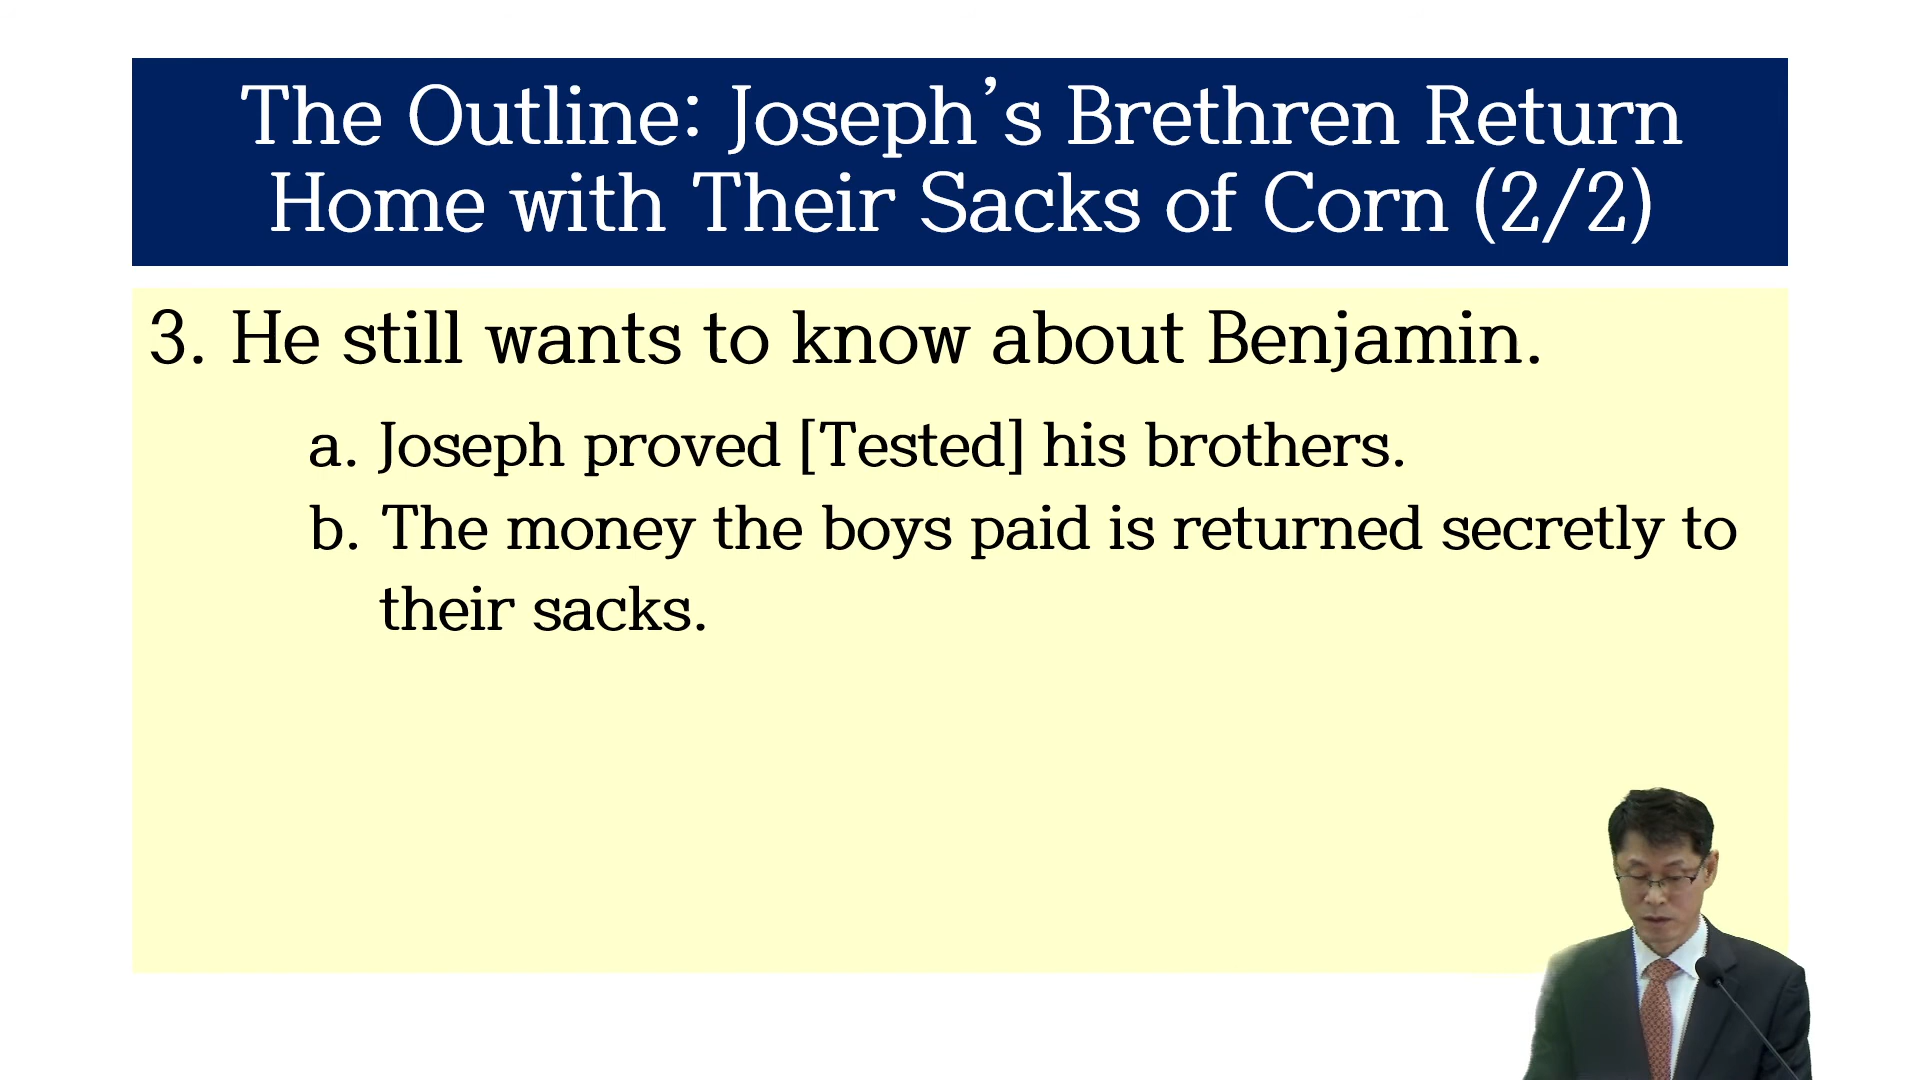 The Outline: Joseph’s Brethren Return
Home with Their Sacks of Corn (2/2)
3. He still wants to know about Benjamin.
a. Joseph proved [Tested] his brothers.
b. The money the boys paid is returned secretly to
their sacks.